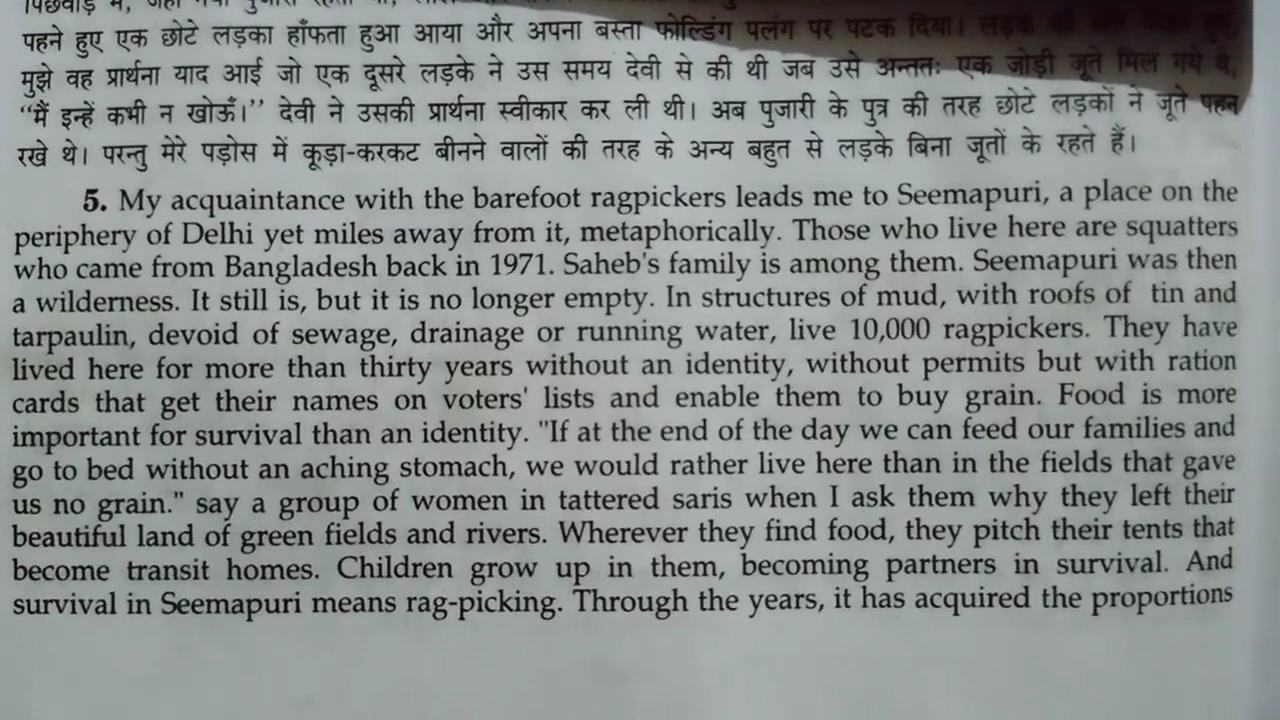 पिछवाड़े में, जहाँ नया पुजारी रहता था,
पहने हुए एक छोटे लड़का हाँफता हुआ आया और अपना बस्ता फोल्डिंग पलंग पर पटक दिया। लड़के
मुझे वह प्रार्थना याद आई जो एक दूसरे लड़के ने उस समय देवी से की थी जब उसे अन्ततः एक जोड़ी जूते मिल गये थे,
“मैं इन्हें कभी न खोऊँ।” देवी ने उसकी प्रार्थना स्वीकार कर ली थी। अब पुजारी के पुत्र की तरह छोटे लड़कों ने जूते पहन
रखे थे। परन्तु मेरे पड़ोस में कूड़ा-करकट बीनने वालों की तरह के अन्य बहुत से लड़के बिना जूतों के रहते हैं।
5. My acquaintance with the barefoot ragpickers leads me to Seemapuri, a place on the
periphery of Delhi yet miles away from it, metaphorically. Those who live here are squatters
who came from Bangladesh back in 1971. Saheb's family is among them. Seemapuri was then
a wilderness. It still is, but it is no longer empty. In structures of mud, with roofs of tin and
tarpaulin, devoid of sewage, drainage or running water, live 10,000 ragpickers. They have
lived here for more than thirty years without an identity, without permits but with ration
cards that get their names on voters' lists and enable them to buy grain. Food is more
important for survival than an identity. "If at the end of the day we can feed our families and
go to bed without an aching stomach, we would rather live here than in the fields that gave
us no grain." say a group of women in tattered saris when I ask them why they left their
beautiful land of green fields and rivers. Wherever they find food, they pitch their tents that
become transit homes. Children grow up in them, becoming partners in survival. And
survival in Seemapuri means rag-picking. Through the years, it has acquired the proportions